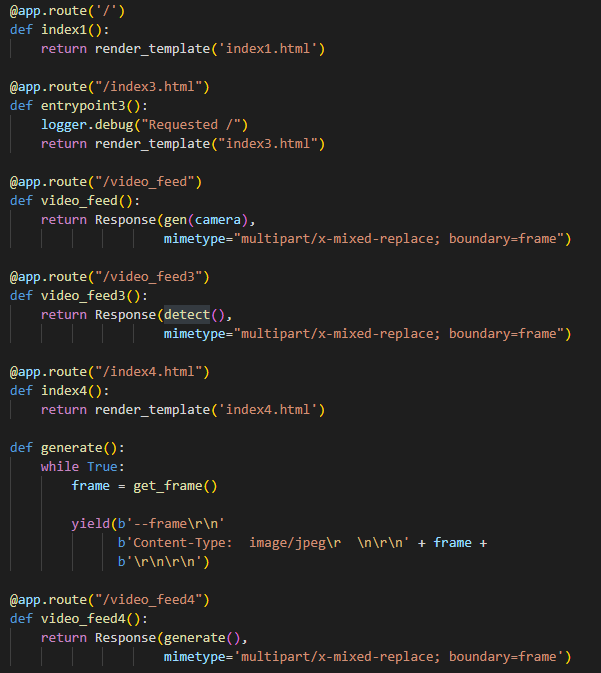 @app.route('/')
def index1():
    return render_template('index1.html')

@app.route("/index3.html")
def entrypoint3():
    logger.debug("Requested /")
    return render_template("index3.html")

@app.route("/video_feed")
def video_feed():
    return Response(gen(camera),
                    mimetype="multipart/x-mixed-replace; boundary=frame")

@app.route("/video_feed3")
def video_feed3():
    return Response(detect(),
                    mimetype="multipart/x-mixed-replace; boundary=frame")

@app.route("/index4.html")
def index4():
    return render_template('index4.html')

def generate():
    while True:
        frame = get_frame()

        yield(b'--frame\r\n'
              b'Content-Type:  image/jpeg\r  \n\r\n' + frame +
              b'\r\n\r\n')

@app.route("/video_feed4")
def video_feed4():
    return Response(generate(),
                    mimetype='multipart/x-mixed-replace; boundary=frame')